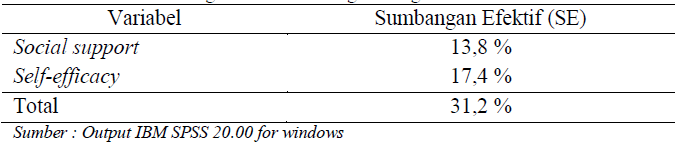 Variabel Sumbangan Efektif (SE)
Social support 13,8 %
Self-efficacy 17,4 %
Total 31,2 %
Sumber : Output IBM SPSS 20.00 for windows